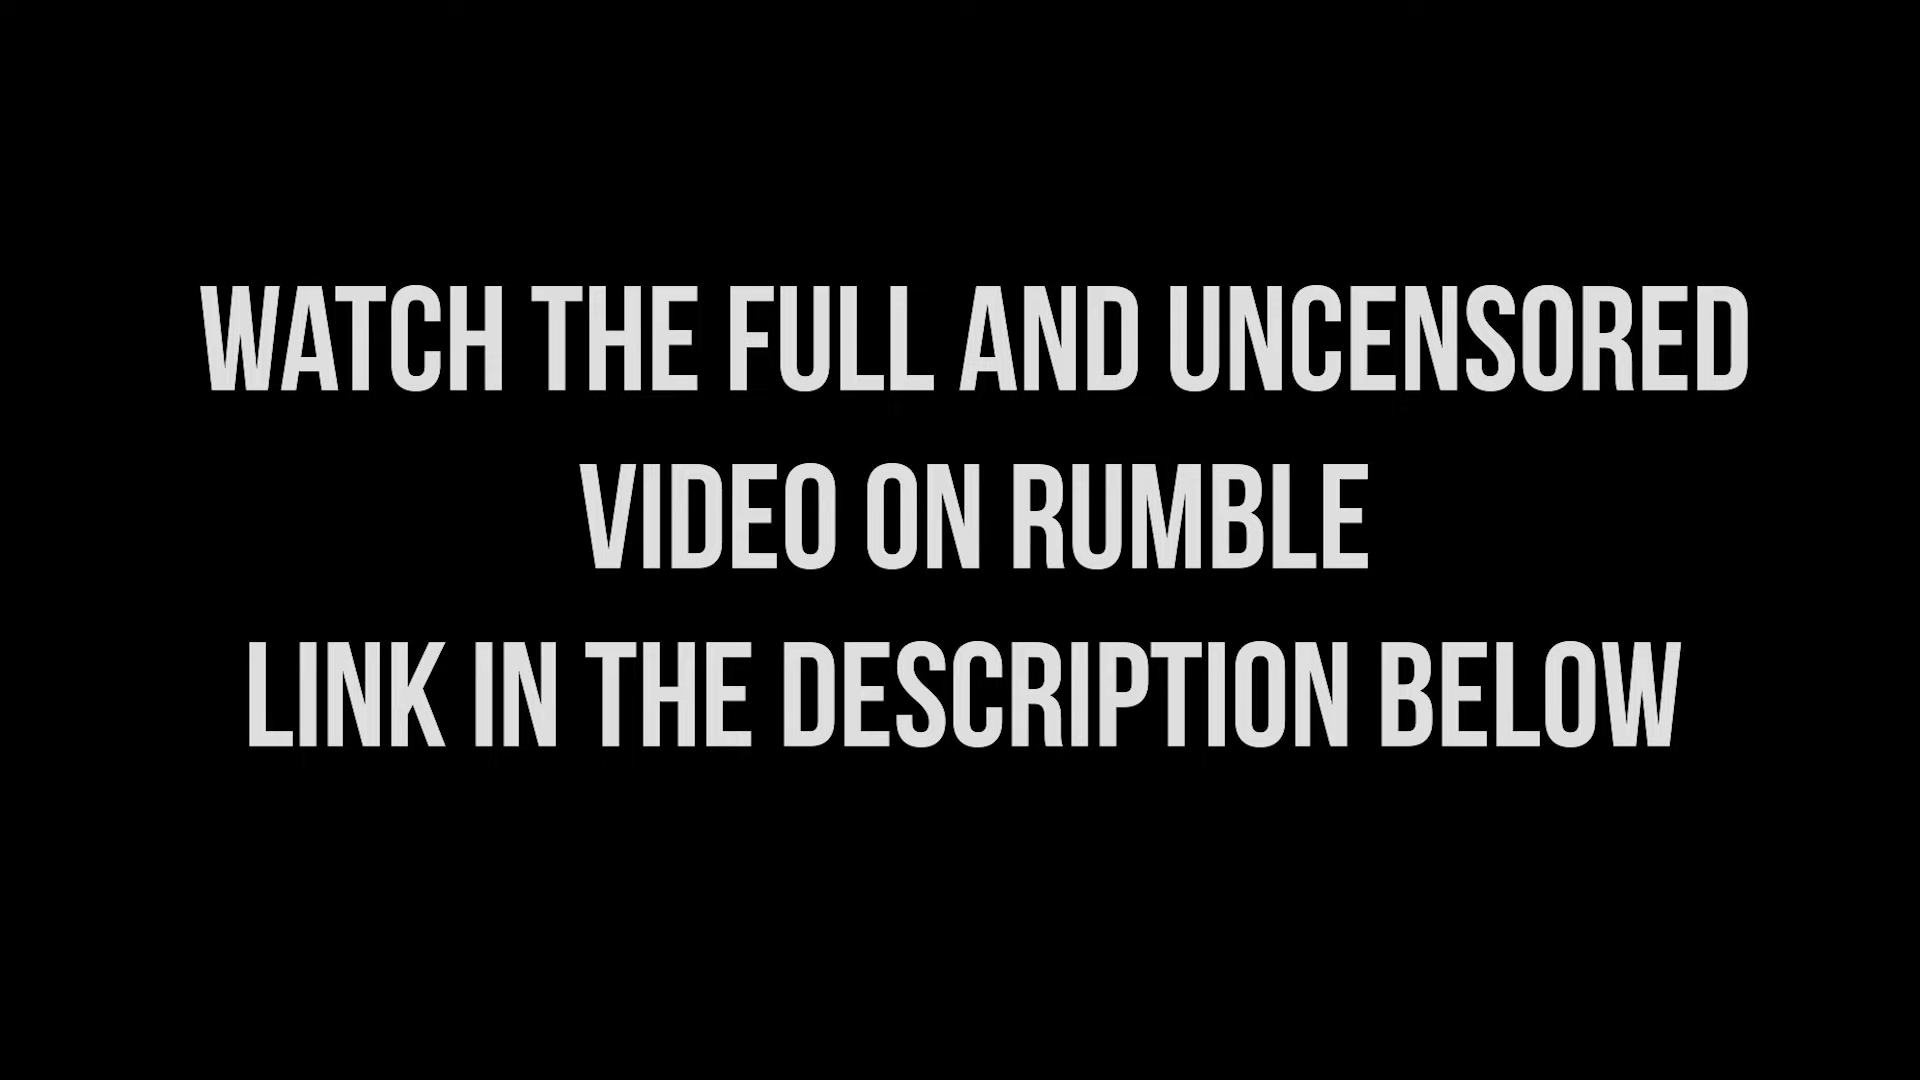 WATCH THE FULL AND UNCENSORED
VIDEO ON RUMBLE
LINK IN THE DESCRIPTION BELOW